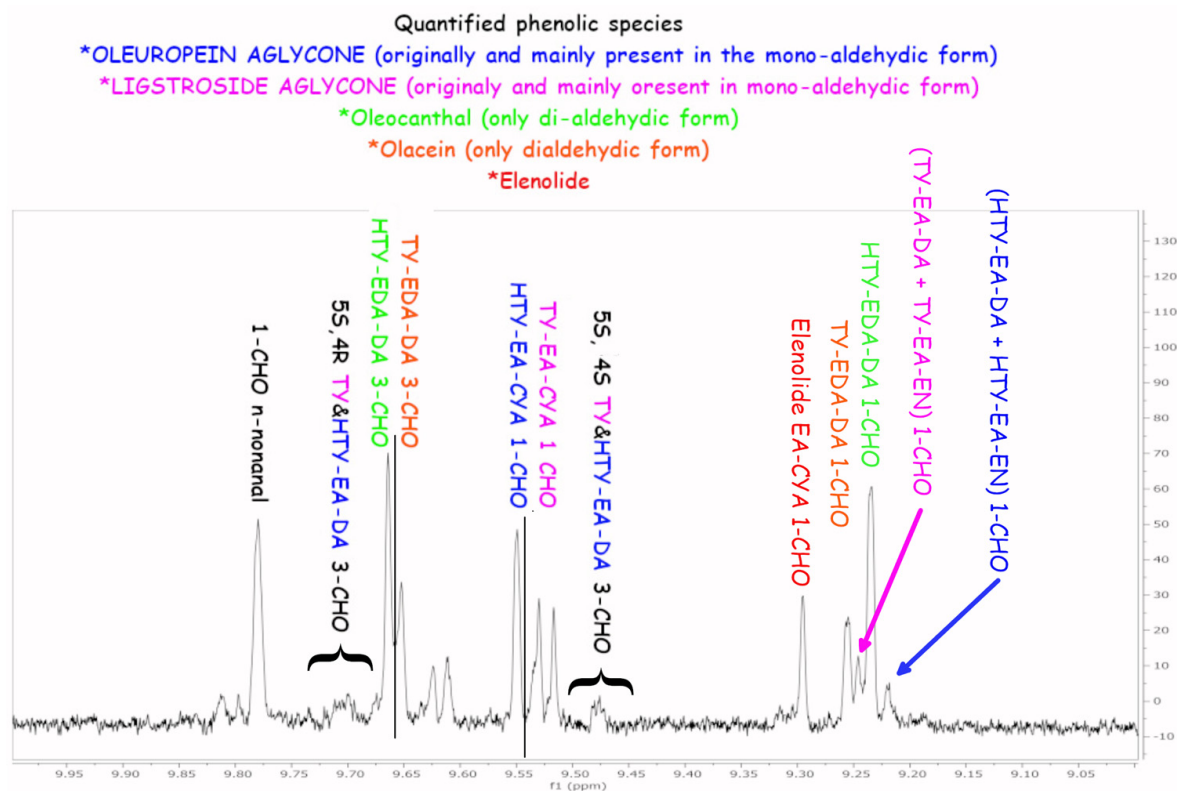 Quantified phenolic species
*OLEUROPEIN AGLYCONE (originally and mainly present in the mono-aldehydic form)
*LIGSTROSIDE AGLYCONE (originaly and mainly oresent in mono-aldehydic form)
*Oleocanthal (only di-aldehydic form)
*Olacein (only dialdehydic form)
*Elenolide
1-CHO n-nonanal
5S,4R TY&HTY-EA-DA 3-CHO
HTY-EDA-DA 3-CHO
TY-EDA-DA 3-CHO
HTY-EA-CYA 1-CHO
TY-EA-CYA 1 CHO
5S, 4S TY&HTY-EA-DA 3-CHO
Elenolide EA-CYA 1-CHO
TY-EDA-DA 1-CHO
HTY-EDA-DA 1-CHO
(TY-EA-DA + TY-EA-EN) 1-CHO
(HTY-EA-DA + HTY-EA-EN) 1-CHO
130
120
110
100
90
80
70
60
50
40
30
20
10
0
-10
9.95 9.90 9.85 9.80 9.75 9.70 9.65 9.60 9.55 9.50 9.45 9.40 9.35 9.30 9.25 9.20 9.15 9.10 9.05
f1 (ppm)